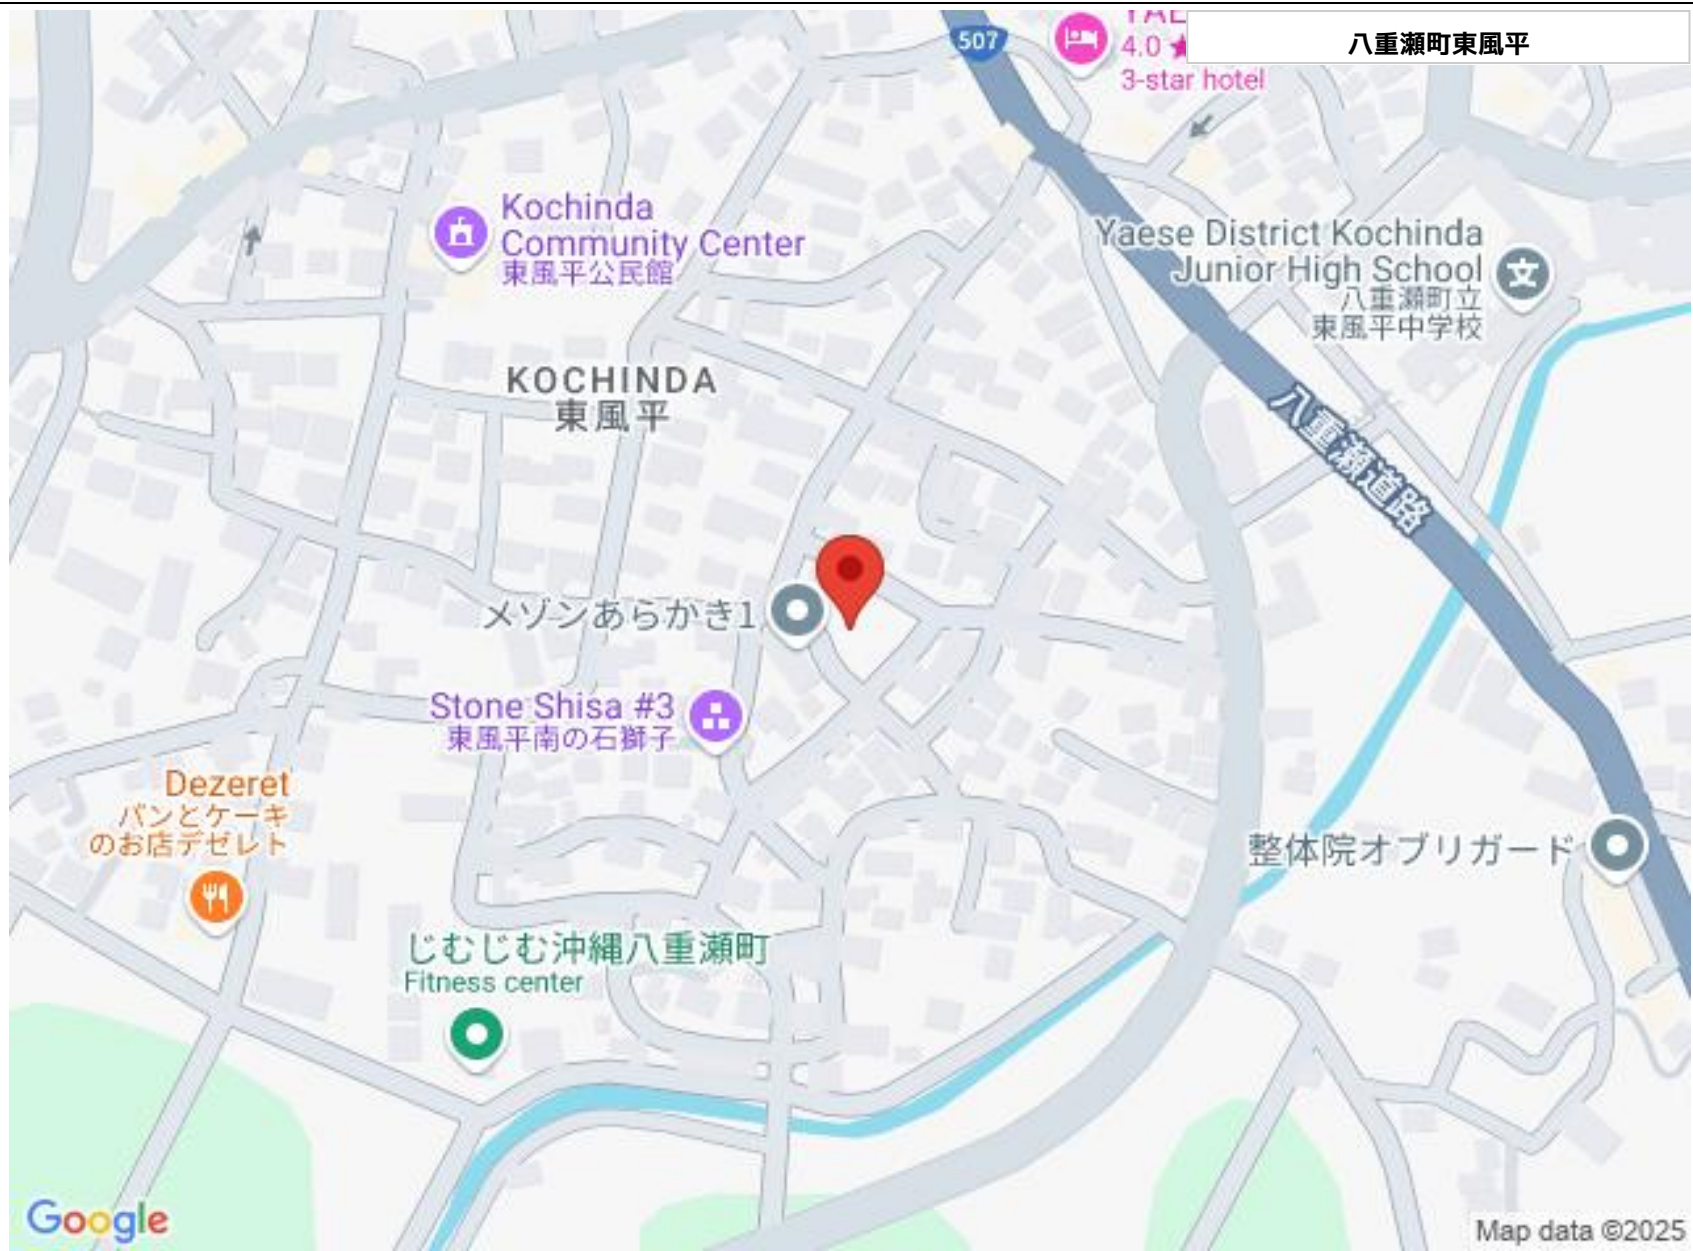 507
4.0 ★
3-star hotel
八重瀬町東風平
Kochinda
Community Center
東風平公民館
Yaese District Kochinda
Junior High School
八重瀬町立
東風平中学校
KOCHINDA
東風平
八重瀬道路
メゾンあらかき1
Stone Shisa #3
東風平南の石獅子
Dezeret
パンとケーキ
のお店デゼレト
整体院オブリガード
じむじむ沖縄八重瀬町
Fitness center
Google
Map data ©2025